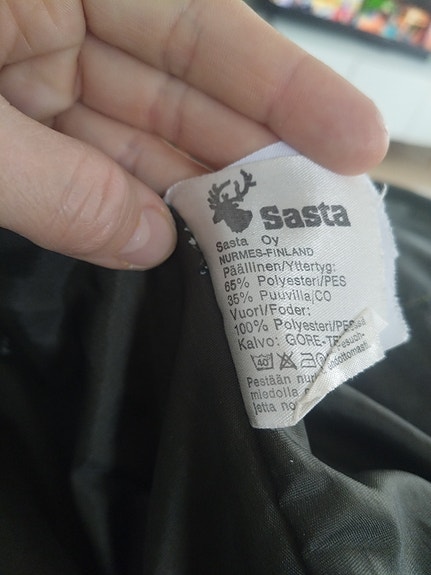 Sasta
Sasta Oy
NURMES-FINLAND
Päällinen/Yttertyg:
65% Polyesteri/PES
35% Puuvilla/CO
Vuori/Foder:
100% Polyesteri/PES
Kalvo: GORE-TE
40°
Pestään
miedolla